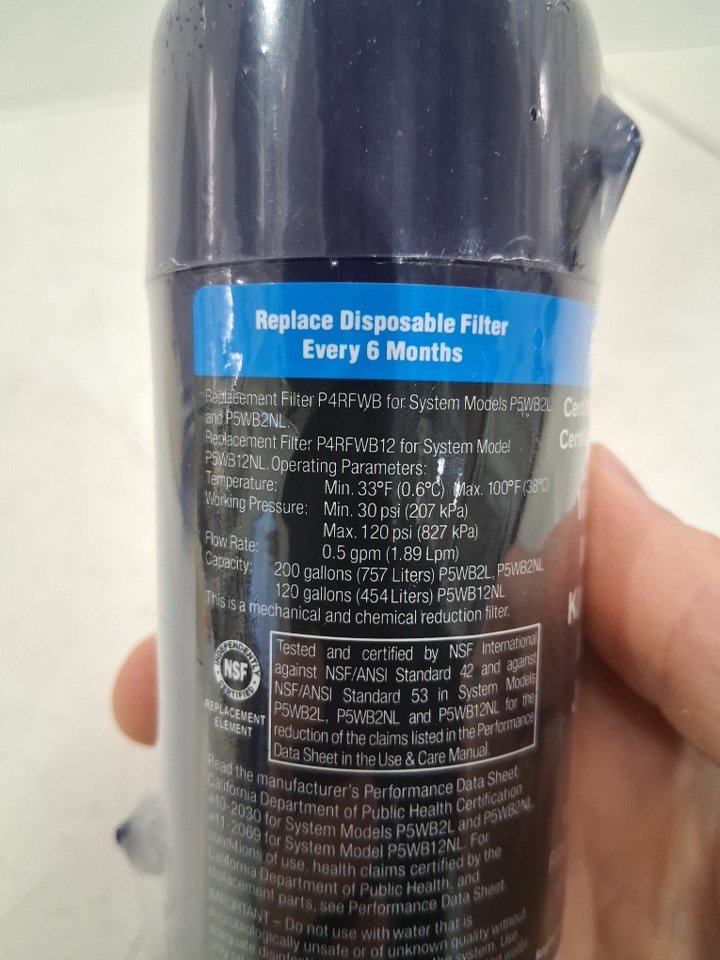 Replace Disposable Filter
Every 6 Months
Replacement Filter P4RFWB for System Models P5WB2L
and P5WB2NL.
Replacement Filter P4RFWB12 for System Model
P5WB12NL. Operating Parameters:
Temperature: Min. 33°F (0.6°C) Max. 100°F (38°C)
Working Pressure: Min. 30 psi (207 kPa)
Max. 120 psi (827 kPa)
Flow Rate: 0.5 gpm (1.89 Lpm)
Capacity: 200 gallons (757 Liters) P5WB2L, P5WB2NL
120 gallons (454 Liters) P5WB12NL
This is a mechanical and chemical reduction filter.
INDEPENDENTLY
NSF
CERTIFIED
REPLACEMENT
ELEMENT
Tested and certified by NSF International
against NSF/ANSI Standard 42 and against
NSF/ANSI Standard 53 in System Models
P5WB2L, P5WB2NL and P5WB12NL for the
reduction of the claims listed in the Performance
Data Sheet in the Use & Care Manual.
Read the manufacturer's Performance Data Sheet
California Department of Public Health Certification
#10-2030 for System Models P5WB2L and P5WB2NL
#11-2069 for System Model P5WB12NL. For
conditions of use, health claims certified by the
California Department of Public Health, and
replacement parts, see Performance Data Sheet.
IMPORTANT – Do not use with water that is
microbiologically unsafe or of unknown quality without
adequate the system. Use
water